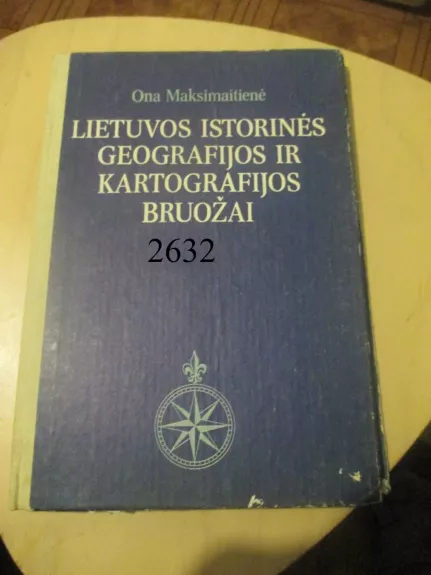 Ona Maksimaitienė
LIETUVOS ISTORINĖS
GEOGRAFIJOS IR
KARTOGRAFIJOS
BRUOŽAI
2632